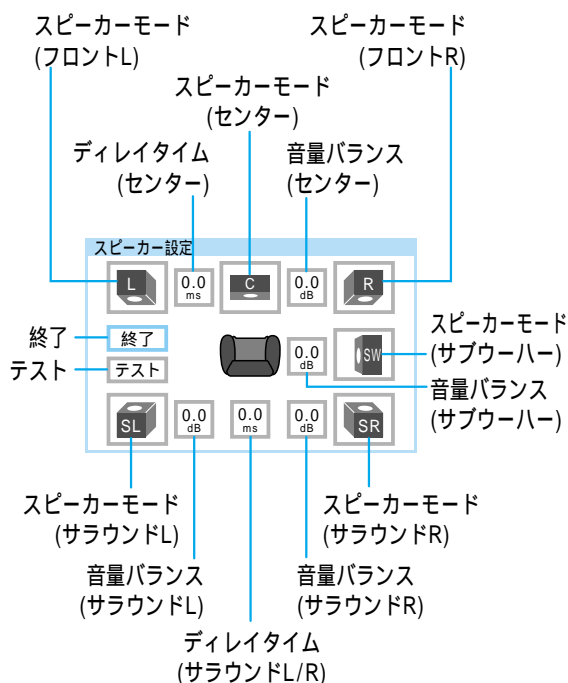 スピーカーモード
(フロントL)
スピーカーモード
(フロントR)
スピーカーモード
(センター)
ディレイタイム
(センター)
音量バランス
(センター)
スピーカー設定
L
0.0
ms
C
0.0
dB
R
終了
終了
テスト
テスト
0.0
dB
SW
スピーカーモード
(サブウーハー)
音量バランス
(サブウーハー)
SL
0.0
dB
0.0
ms
0.0
dB
SR
スピーカーモード
(サラウンドL)
スピーカーモード
(サラウンドR)
音量バランス
(サラウンドL)
音量バランス
(サラウンドR)
ディレイタイム
(サラウンドL/R)